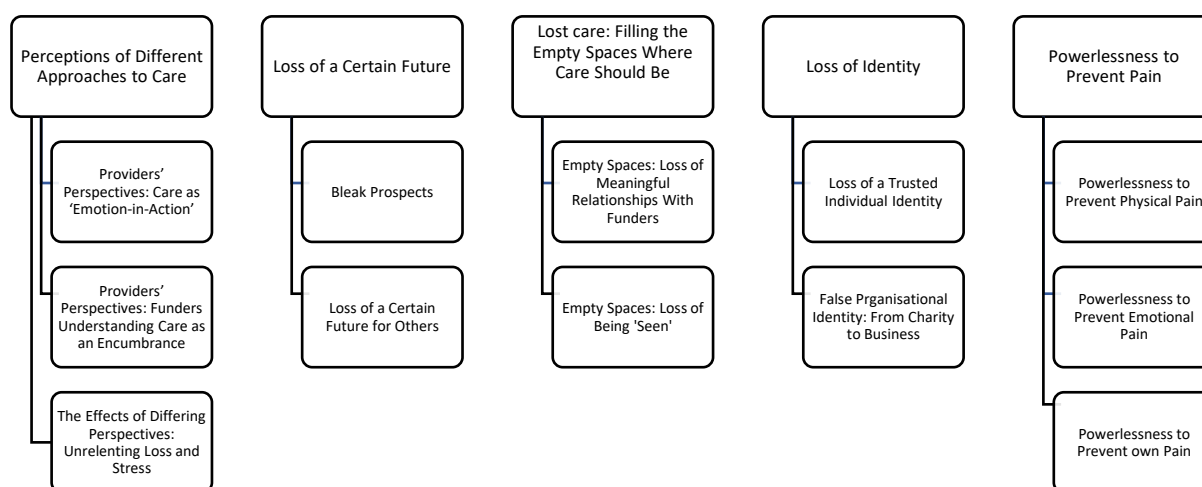 Perceptions of Different
Approaches to Care
Providers’
Perspectives: Care as
‘Emotion-in-Action’
Providers’
Perspectives: Funders
Understanding Care as
an Encumbrance
The Effects of Differing
Perspectives:
Unrelenting Loss and
Stress
Loss of a Certain Future
Bleak Prospects
Loss of a Certain
Future for Others
Lost care: Filling the
Empty Spaces Where
Care Should Be
Empty Spaces: Loss of
Meaningful
Relationships With
Funders
Empty Spaces: Loss of
Being 'Seen'
Loss of Identity
Loss of a Trusted
Individual Identity
False Prganisational
Identity: From Charity
to Business
Powerlessness to
Prevent Pain
Powerlessness to
Prevent Physical Pain
Powerlessness to
Prevent Emotional
Pain
Powerlessness to
Prevent own Pain